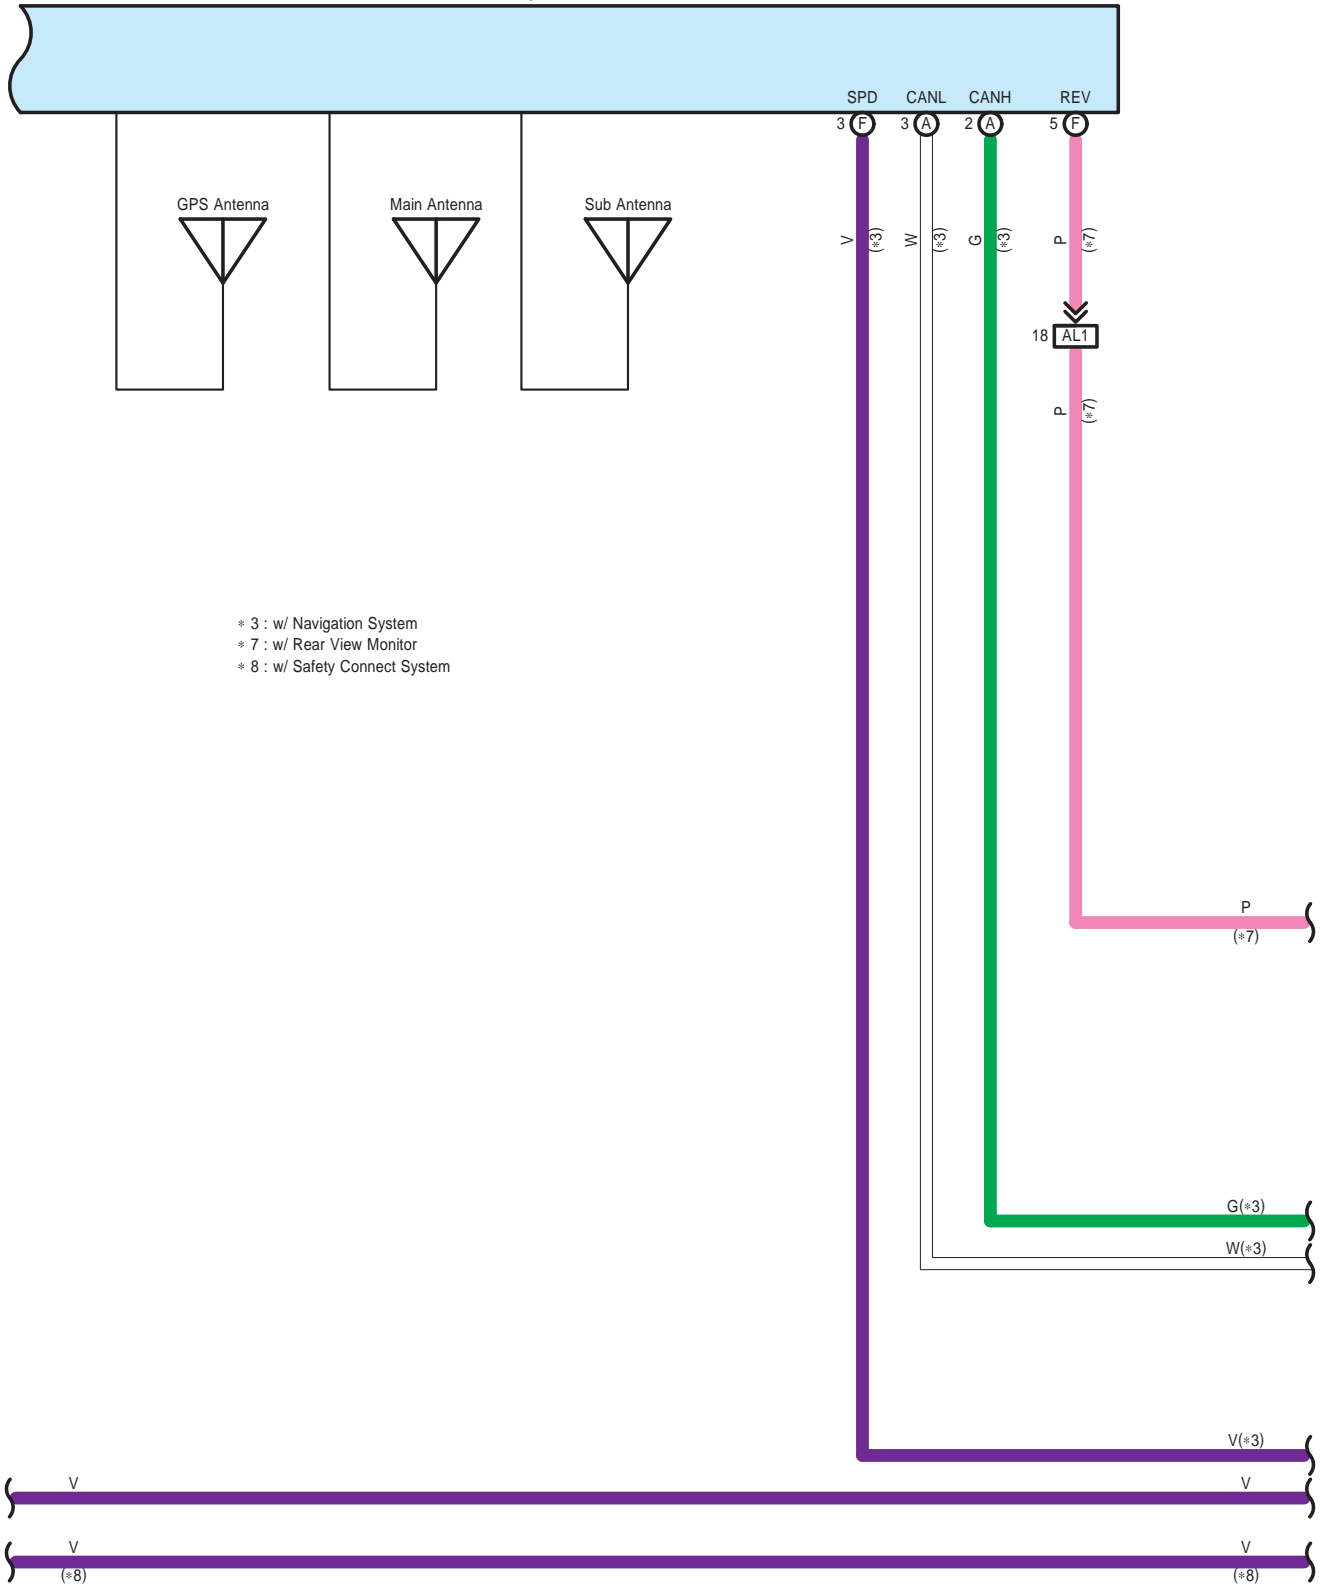 SPD CANL CANH REV
3 F 3 A 2 A 5 F
GPS Antenna Main Antenna Sub Antenna
V (*3) W (*3) G (*3) P (*7)
18 AL1
P (*7)
* 3 : w/ Navigation System
* 7 : w/ Rear View Monitor
* 8 : w/ Safety Connect System
P
(*7)
G(*3)
W(*3)
V(*3)
V V
V V
(*8) (*8)